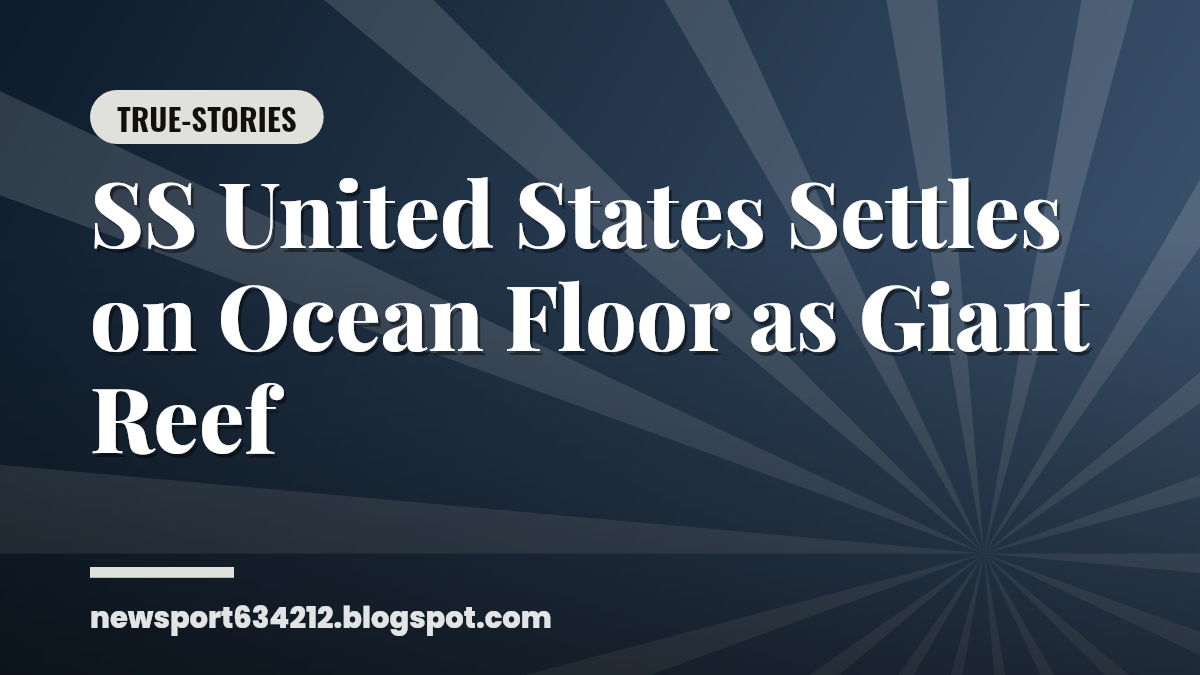 TRUE-STORIES
SS United States Settles
on Ocean Floor as Giant
Reef
newsport634212.blogspot.com